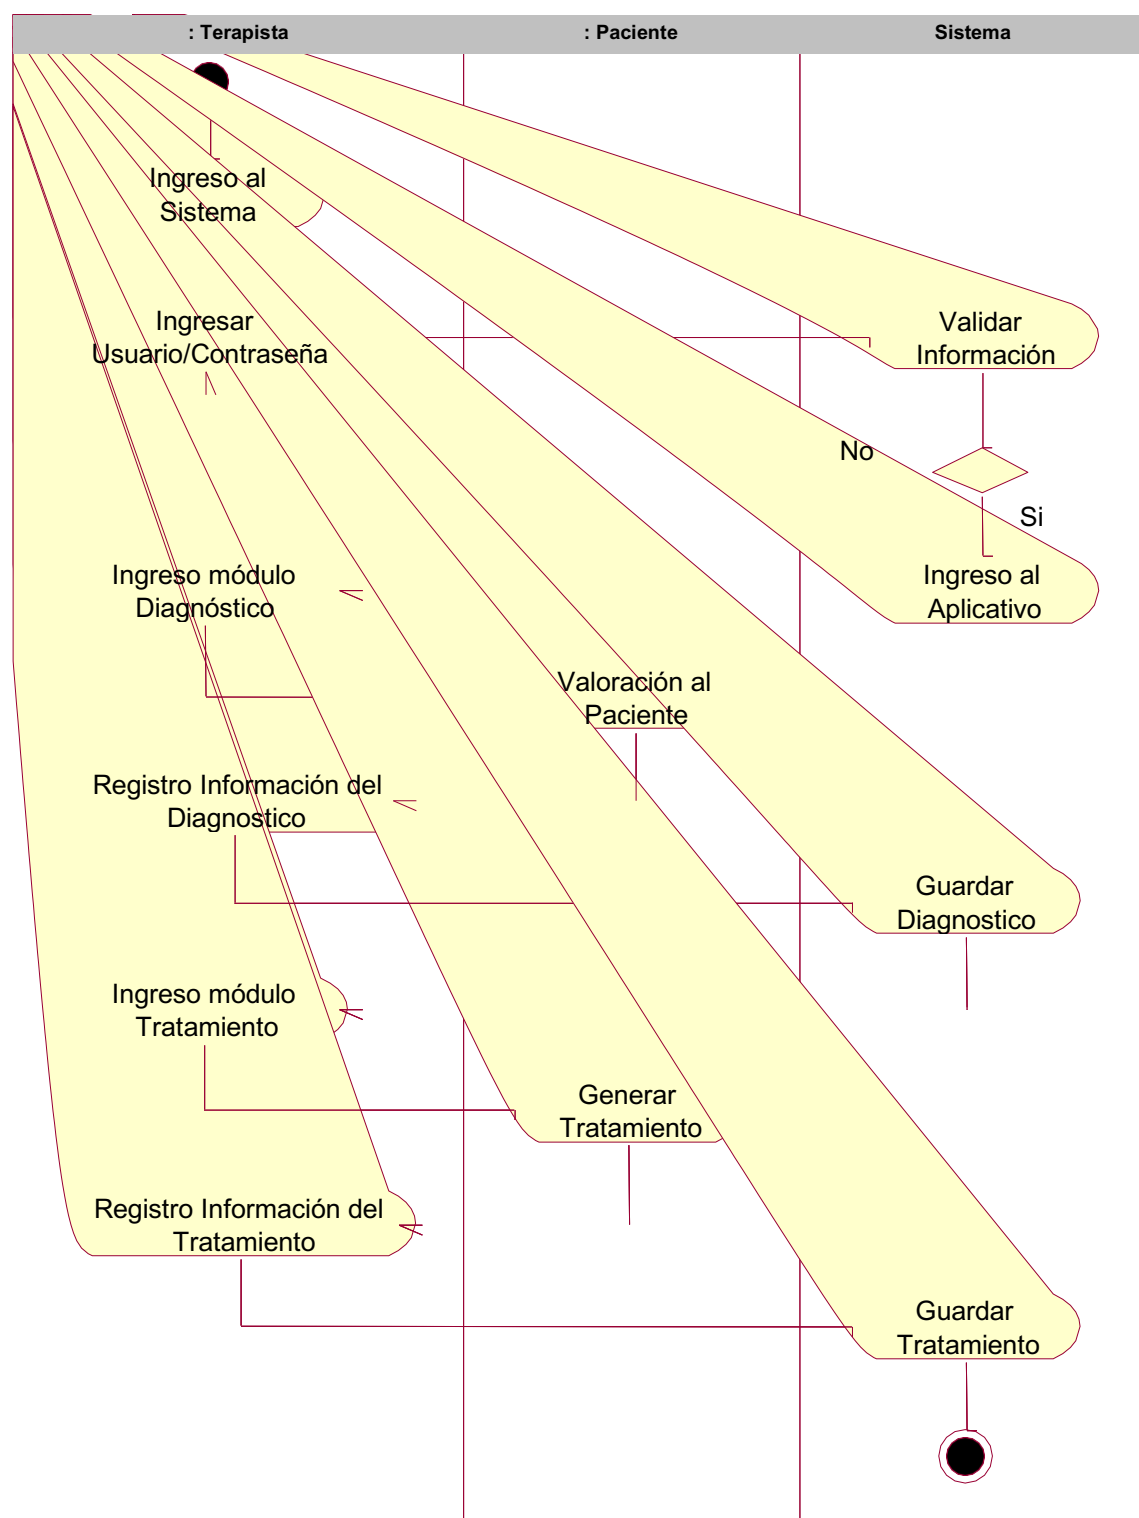 : Terapista
: Paciente
Sistema
Ingreso al
Sistema
Ingresar
Usuario/Contraseña
Validar
Información
No
Si
Ingreso módulo
Diagnóstico
Ingreso al
Aplicativo
Valoración al
Paciente
Registro Información del
Diagnostico
Guardar
Diagnostico
Ingreso módulo
Tratamiento
Generar
Tratamiento
Registro Información del
Tratamiento
Guardar
Tratamiento